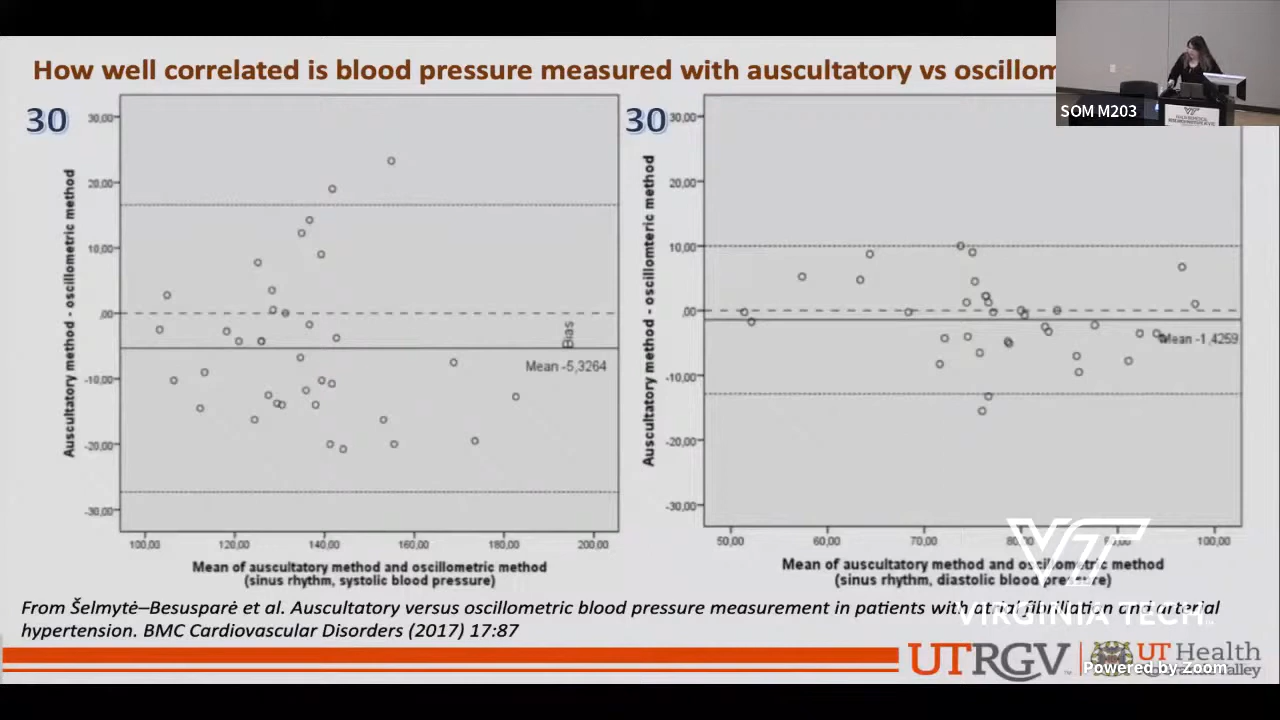 How well correlated is blood pressure measured with auscultatory vs oscillom
SOM M203
30
30,00
20,00
10,00
,00
-10,00
-20,00
-30,00
Auscultatory method - oscillometric method
Bias
Mean -5,3264
100,00 120,00 140,00 160,00 180,00 200,00
Mean of auscultatory method and oscillometric method
(sinus rhythm, systolic blood pressure)
30
30,00
20,00
10,00
,00
-10,00
-20,00
-30,00
Auscultatory method - oscillomteric method
Mean -1,4259
50,00 60,00 70,00 80,00 90,00 100,00
Mean of auscultatory method and oscillometric method
(sinus rhythm, diastolic blood pressure)
From Šelmytė–Besusparė et al. Auscultatory versus oscillometric blood pressure measurement in patients with atrial fibrillation and arterial
hypertension. BMC Cardiovascular Disorders (2017) 17:87
VT
VIRGINIA TECH
UTRGV
UT Health
Valley
Powered by Zoom